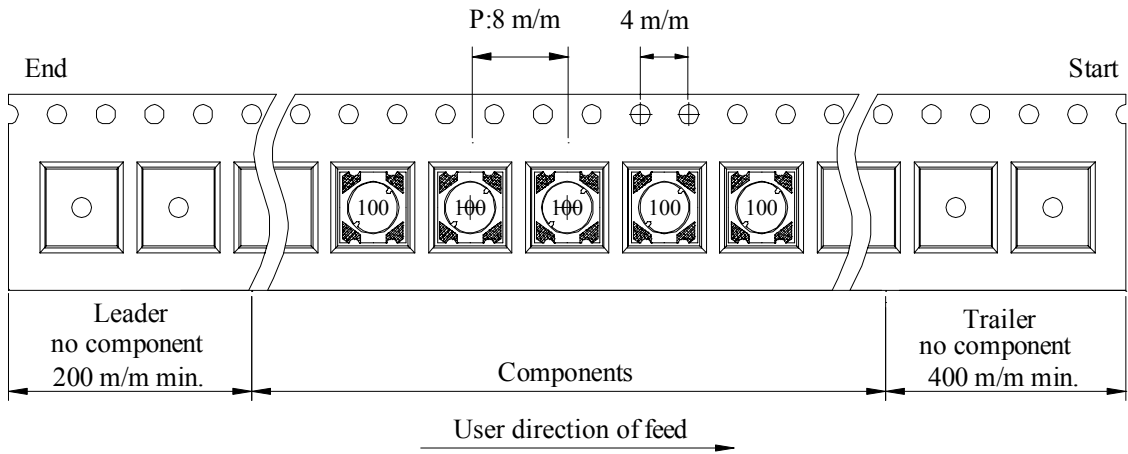 P:8 m/m
4 m/m
End
Start
100
100
100
100
100
Leader
no component
200 m/m min.
Components
Trailer
no component
400 m/m min.
User direction of feed